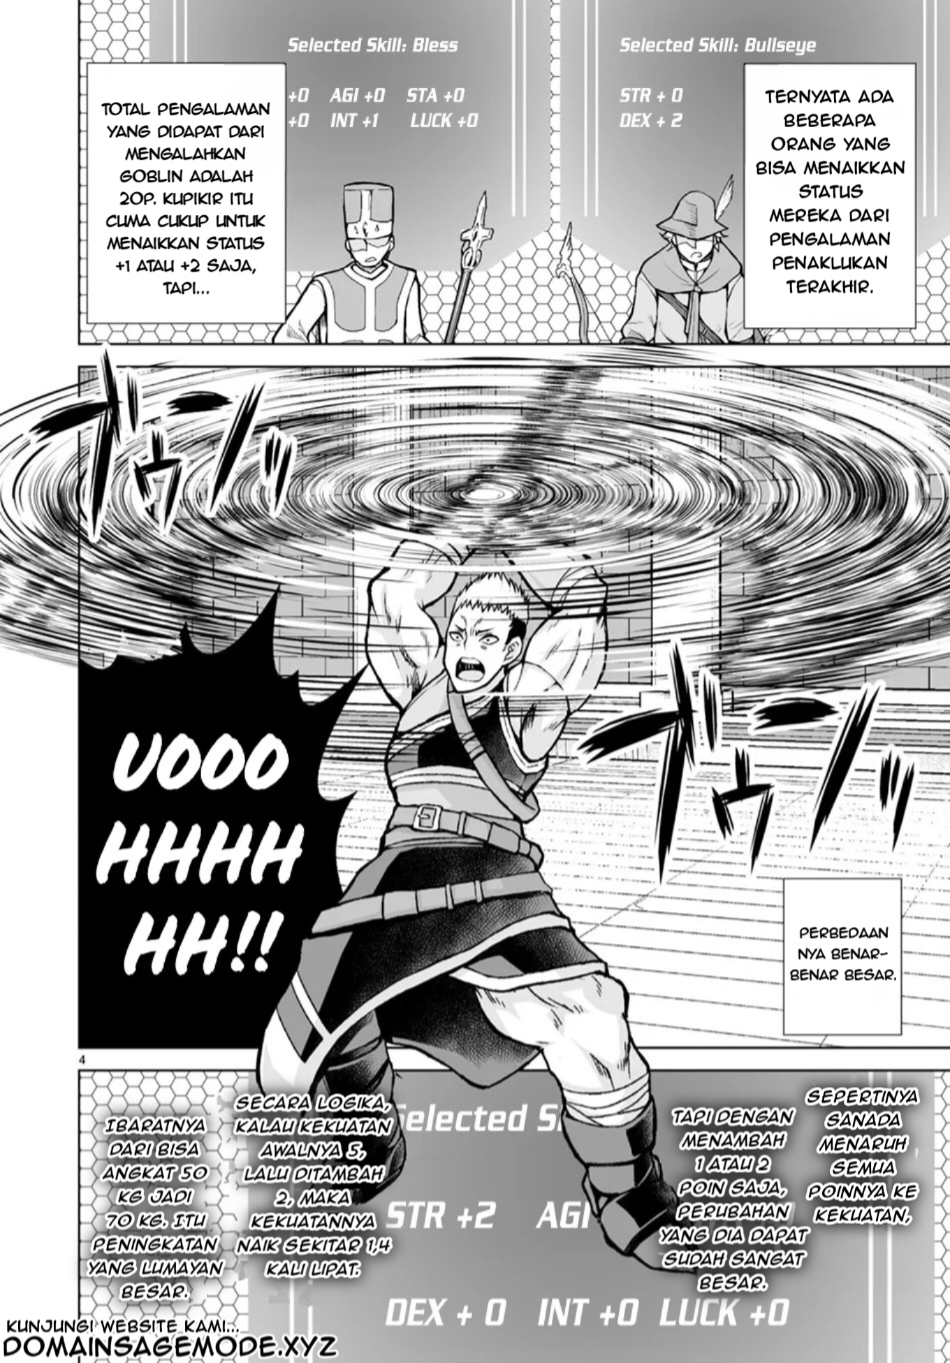 Selected Skill: Bullseye
STR + 0
DEX + 2
TERNYATA ADA
BEBERAPA
ORANG YANG
BISA MENAIKKAN
STATUS
MEREKA DARI
PENGALAMAN
PENAKLUKAN
TERAKHIR.
Selected Skill: Bless
+0 AGI +0 STA +0
+0 INT +1 LUCK +0
TOTAL PENGALAMAN
YANG DIDAPAT DARI
MENGALAHKAN
GOBLIN ADALAH
20P. KUPIKIR ITU
CUMA CUKUP UNTUK
MENAIKKAN STATUS
+1 ATAU +2 SAJA,
TAPI...
ブゥン
UOOO
HHHH
HH!!
ブゥン
PERBEDAAN
NYA BENAR-
BENAR BESAR.
4
SEPERTINYA
SANADA
MENARUH
SEMUA
POINNYA KE
KEKUATAN,
TAPI DENGAN
MENAMBAH
1 ATAU 2
POIN SAJA,
PERUBAHAN
YANG DIA DAPAT
SUDAH SANGAT
BESAR.
Selected
STR +2 AGI
DEX + 0 INT +0 LUCK +0
SECARA LOGIKA,
KALAU KEKUATAN
AWALNYA 5,
LALU DITAMBAH
2, MAKA
KEKUATANNYA
NAIK SEKITAR 1,4
KALI LIPAT.
IBARATNYA
DARI BISA
ANGKAT 50
KG JADI
70 KG. ITU
PENINGKATAN
YANG LUMAYAN
BESAR.
KUNJUNGI WEBSITE KAMI...
DOMAINSAGEMODE.XYZ